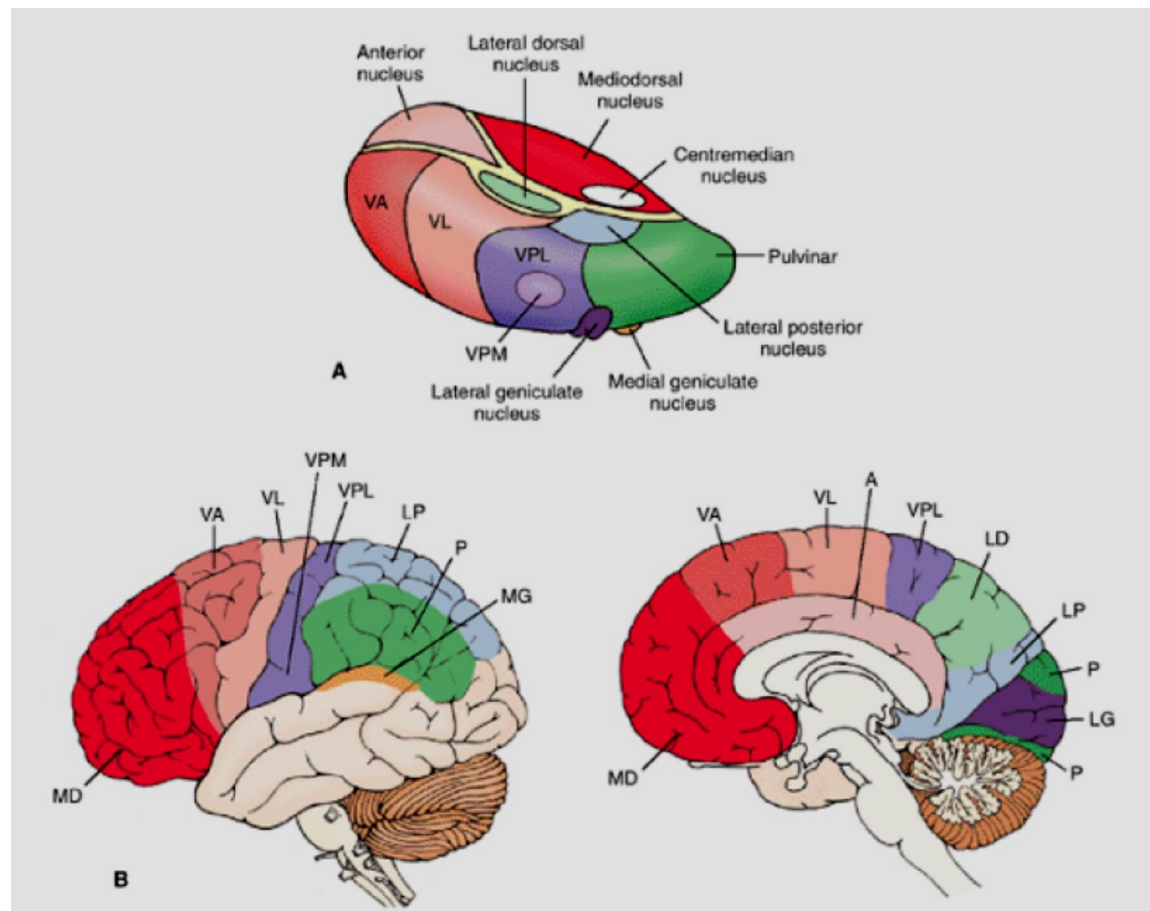 Anterior
nucleus
Lateral dorsal
nucleus
Mediodorsal
nucleus
Centremedian
nucleus
VA
VL
VPL
Pulvinar
VPM
Lateral posterior
nucleus
Lateral geniculate
nucleus
Medial geniculate
nucleus
A
VPM
VA
VL
VPL
LP
P
MG
MD
B
VA
VL
A
VPL
LD
LP
P
LG
P
MD